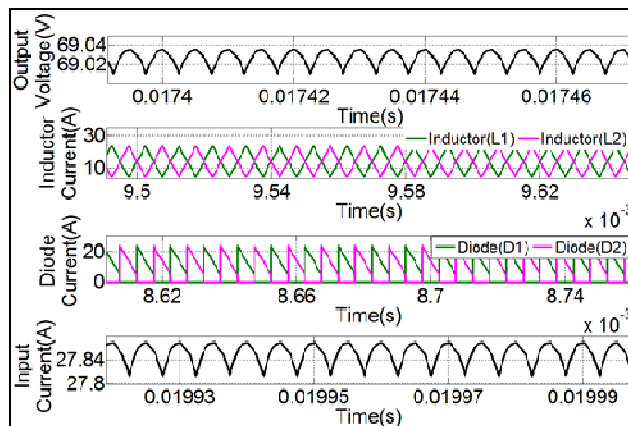 Output
Voltage(V)
69.04
69.02
0.0174
0.01742
0.01744
0.01746
Time(s)
Inductor
Current(A)
30
10
Inductor(L1)
Inductor(L2)
9.5
9.54
9.58
9.62
Time(s)
x 10⁻³
Diode
Current(A)
20
0
Diode(D1)
Diode(D2)
8.62
8.66
8.7
8.74
Time(s)
x 10⁻³
Input
Current(A)
27.84
27.8
0.01993
0.01995
0.01997
0.01999
Time(s)